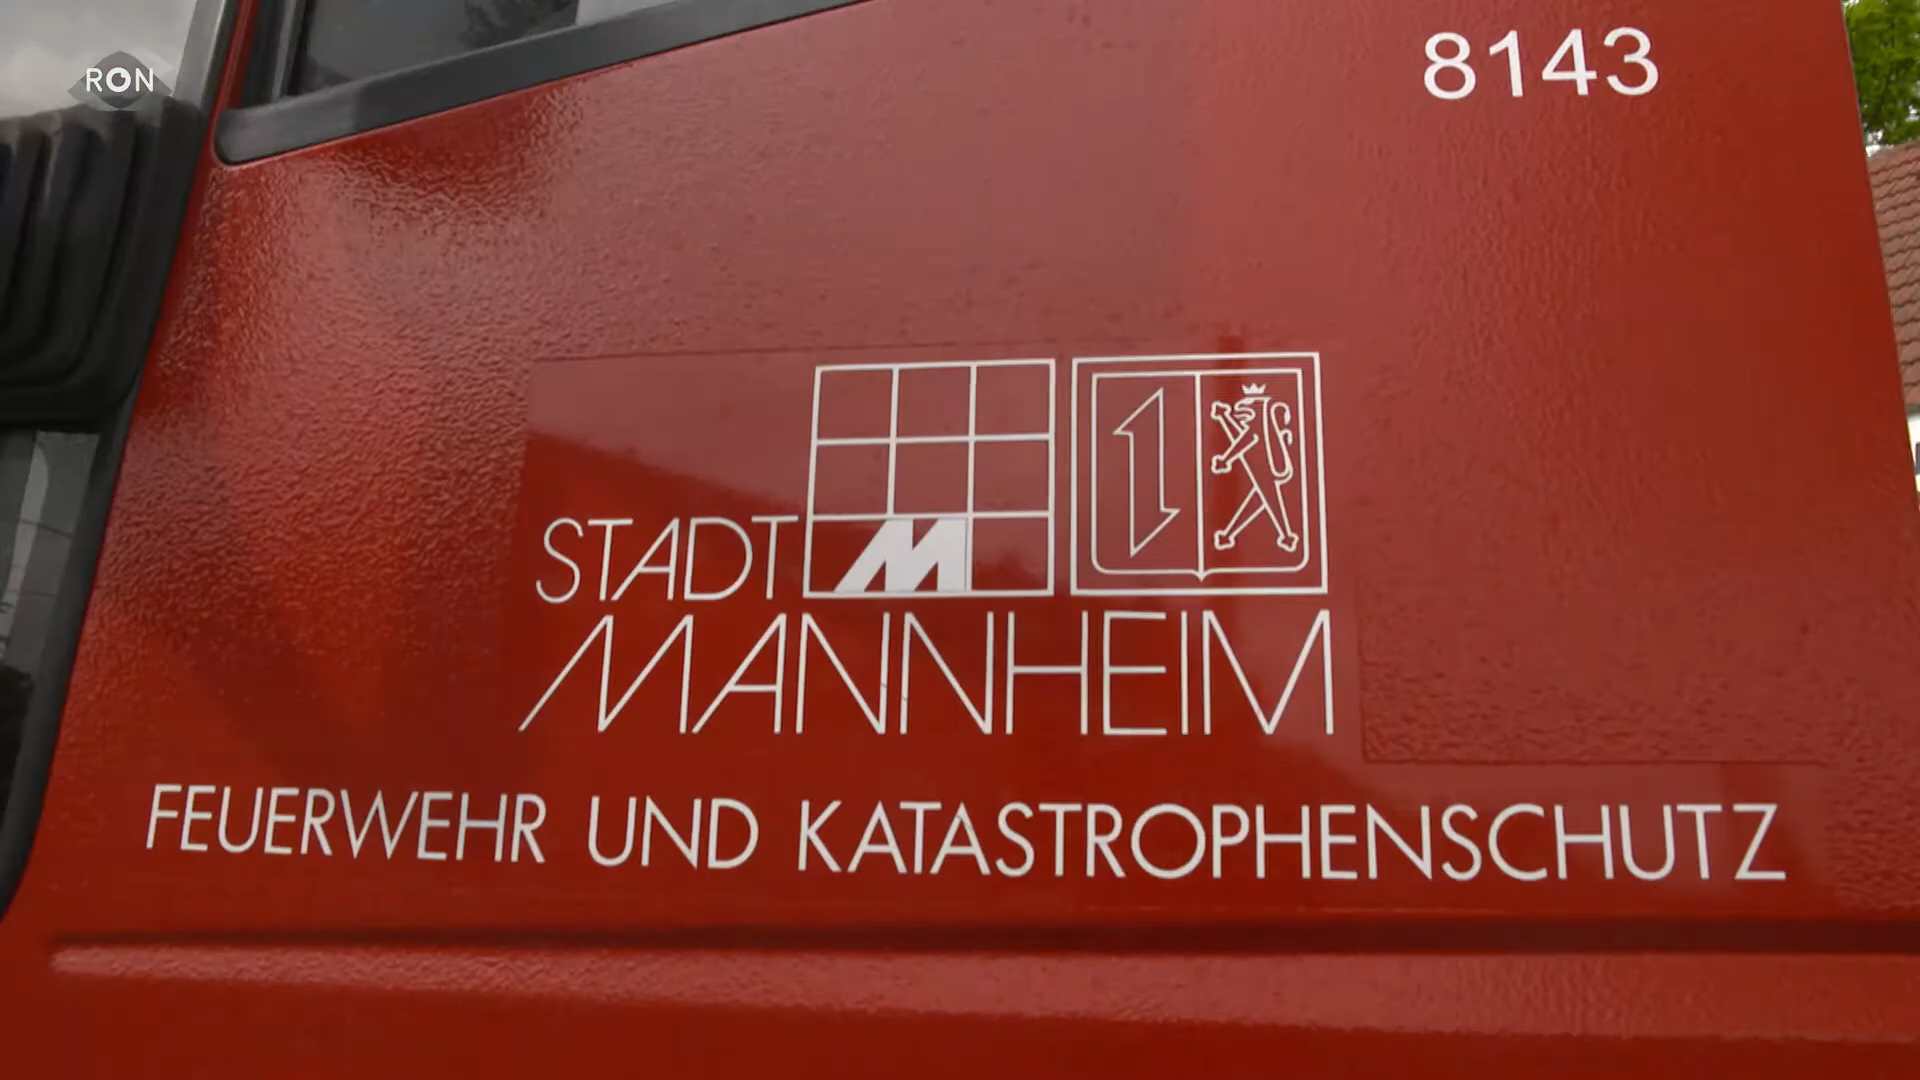 RON
8143
STADT M
MANNHEIM
FEUERWEHR UND KATASTROPHENSCHUTZ